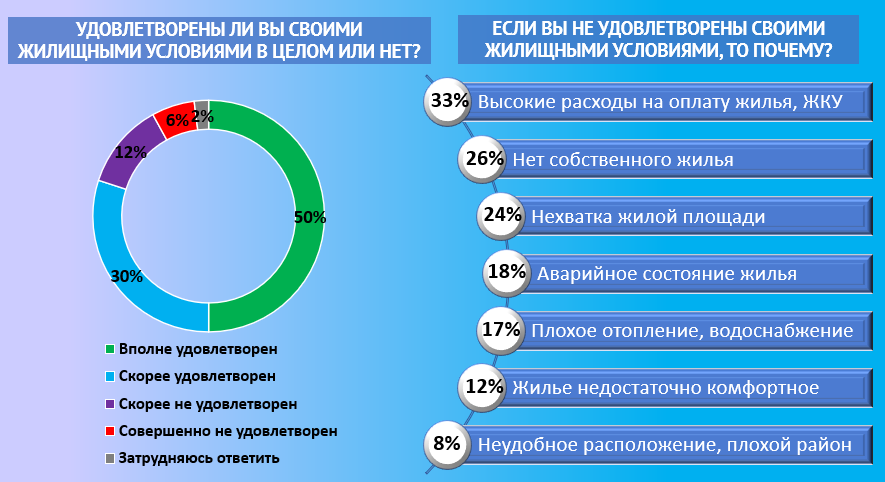 УДОВЛЕТВОРЕНЫ ЛИ ВЫ СВОИМИ
ЖИЛИЩНЫМИ УСЛОВИЯМИ В ЦЕЛОМ ИЛИ НЕТ?
50%
30%
12%
6%
2%
Вполне удовлетворен
Скорее удовлетворен
Скорее не удовлетворен
Совершенно не удовлетворен
Затрудняюсь ответить
ЕСЛИ ВЫ НЕ УДОВЛЕТВОРЕНЫ СВОИМИ
ЖИЛИЩНЫМИ УСЛОВИЯМИ, ТО ПОЧЕМУ?
33% Высокие расходы на оплату жилья, ЖКУ
26% Нет собственного жилья
24% Нехватка жилой площади
18% Аварийное состояние жилья
17% Плохое отопление, водоснабжение
12% Жилье недостаточно комфортное
8% Неудобное расположение, плохой район